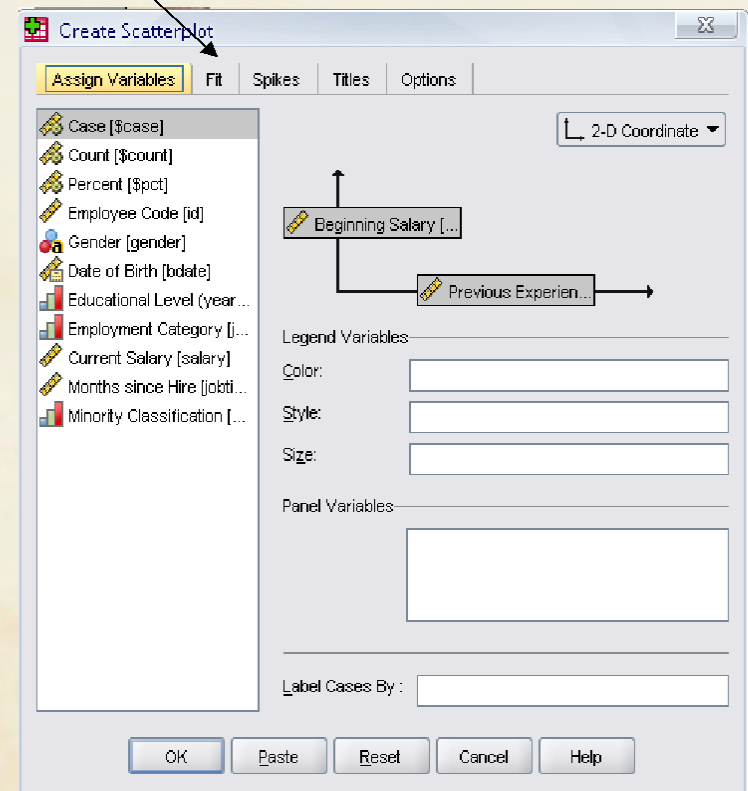 Create Scatterplot
Assign Variables Fit Spikes Titles Options
Case [$case]
Count [$count]
Percent [$pct]
Employee Code [id]
Gender [gender]
Date of Birth [bdate]
Educational Level (year...
Employment Category [j...
Current Salary [salary]
Months since Hire [jobti...
Minority Classification [...
2-D Coordinate
Beginning Salary [...
Previous Experien...
Legend Variables
Color:
Style:
Size:
Panel Variables
Label Cases By :
OK Paste Reset Cancel Help